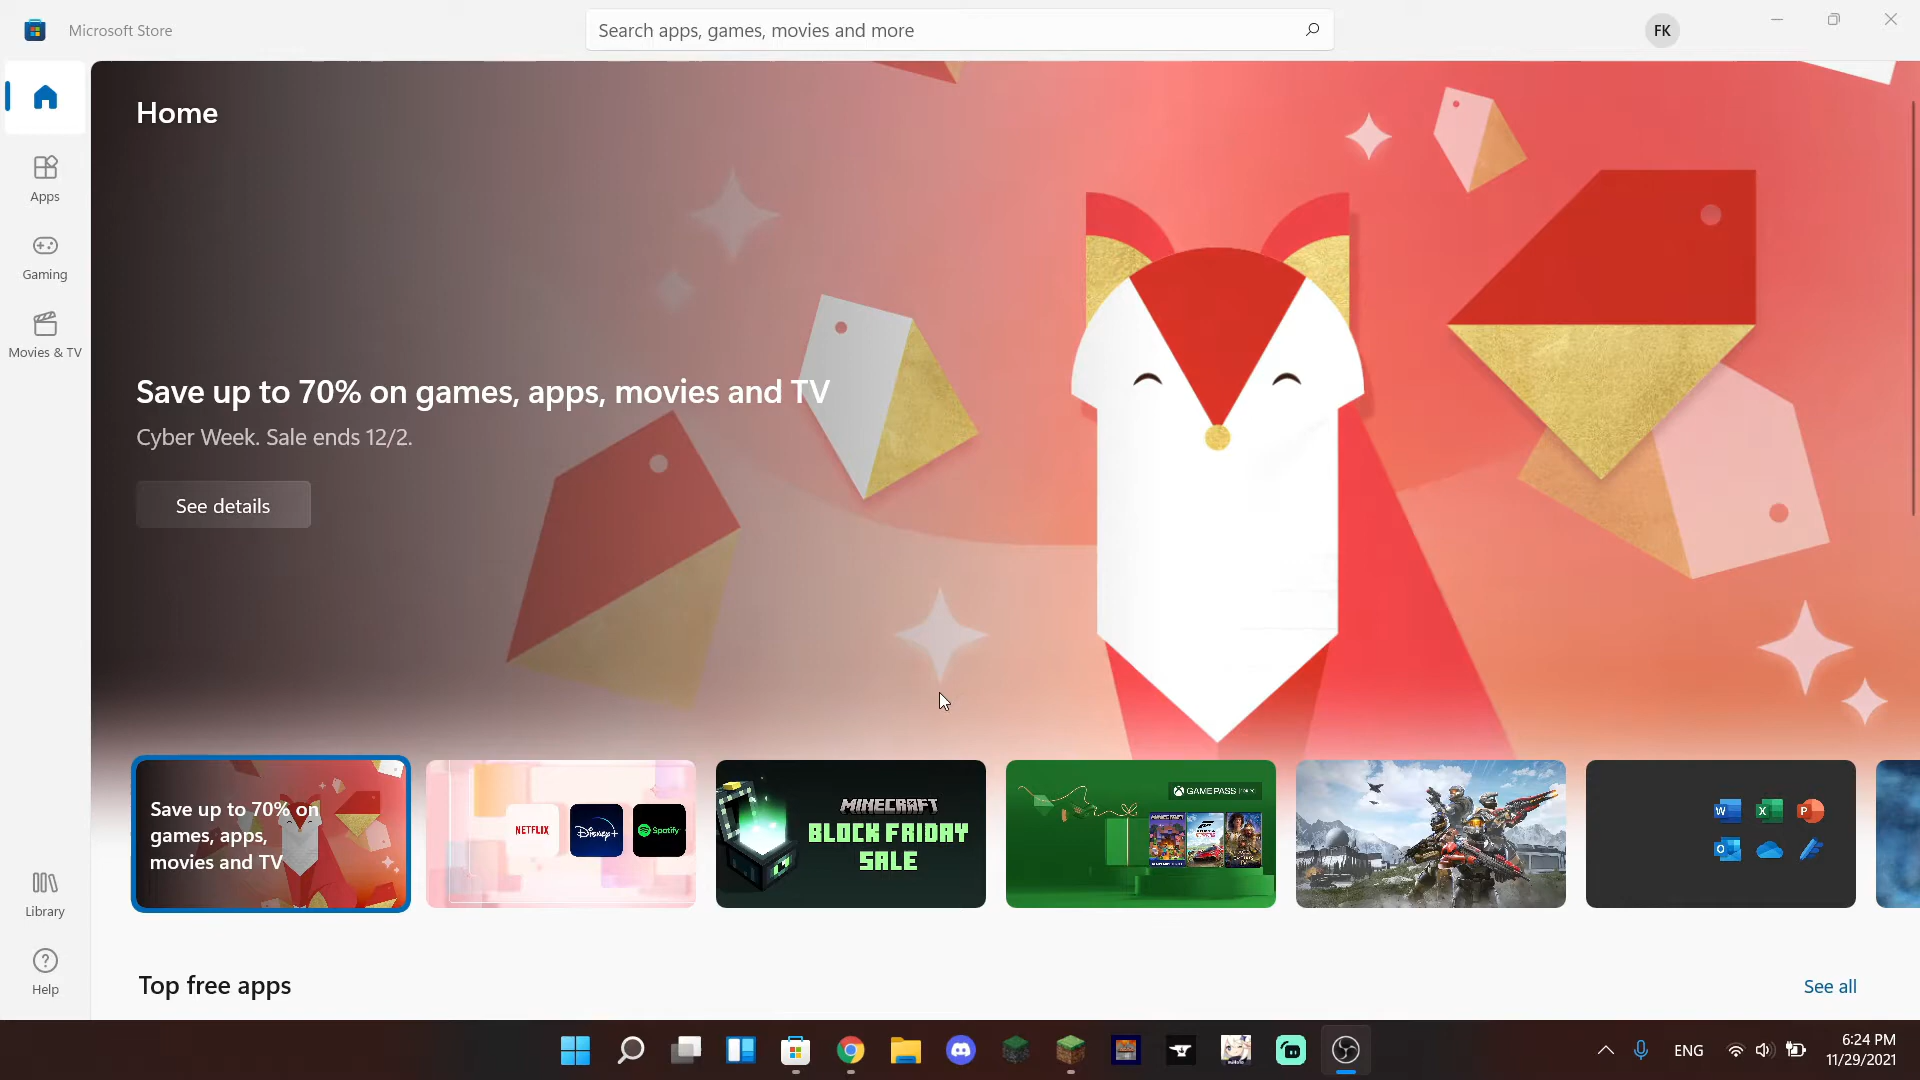 Microsoft Store
Search apps, games, movies and more
FK
Home
Apps
Gaming
Movies & TV
Save up to 70% on games, apps, movies and TV
Cyber Week. Sale ends 12/2.
See details
Save up to 70% on
games, apps,
movies and TV
NETFLIX
Disney+
Spotify
MINECRAFT
BLOCK FRIDAY
SALE
GAME PASS
W
X
P
O
Library
Help
Top free apps
See all
ENG
6:24 PM
11/29/2021